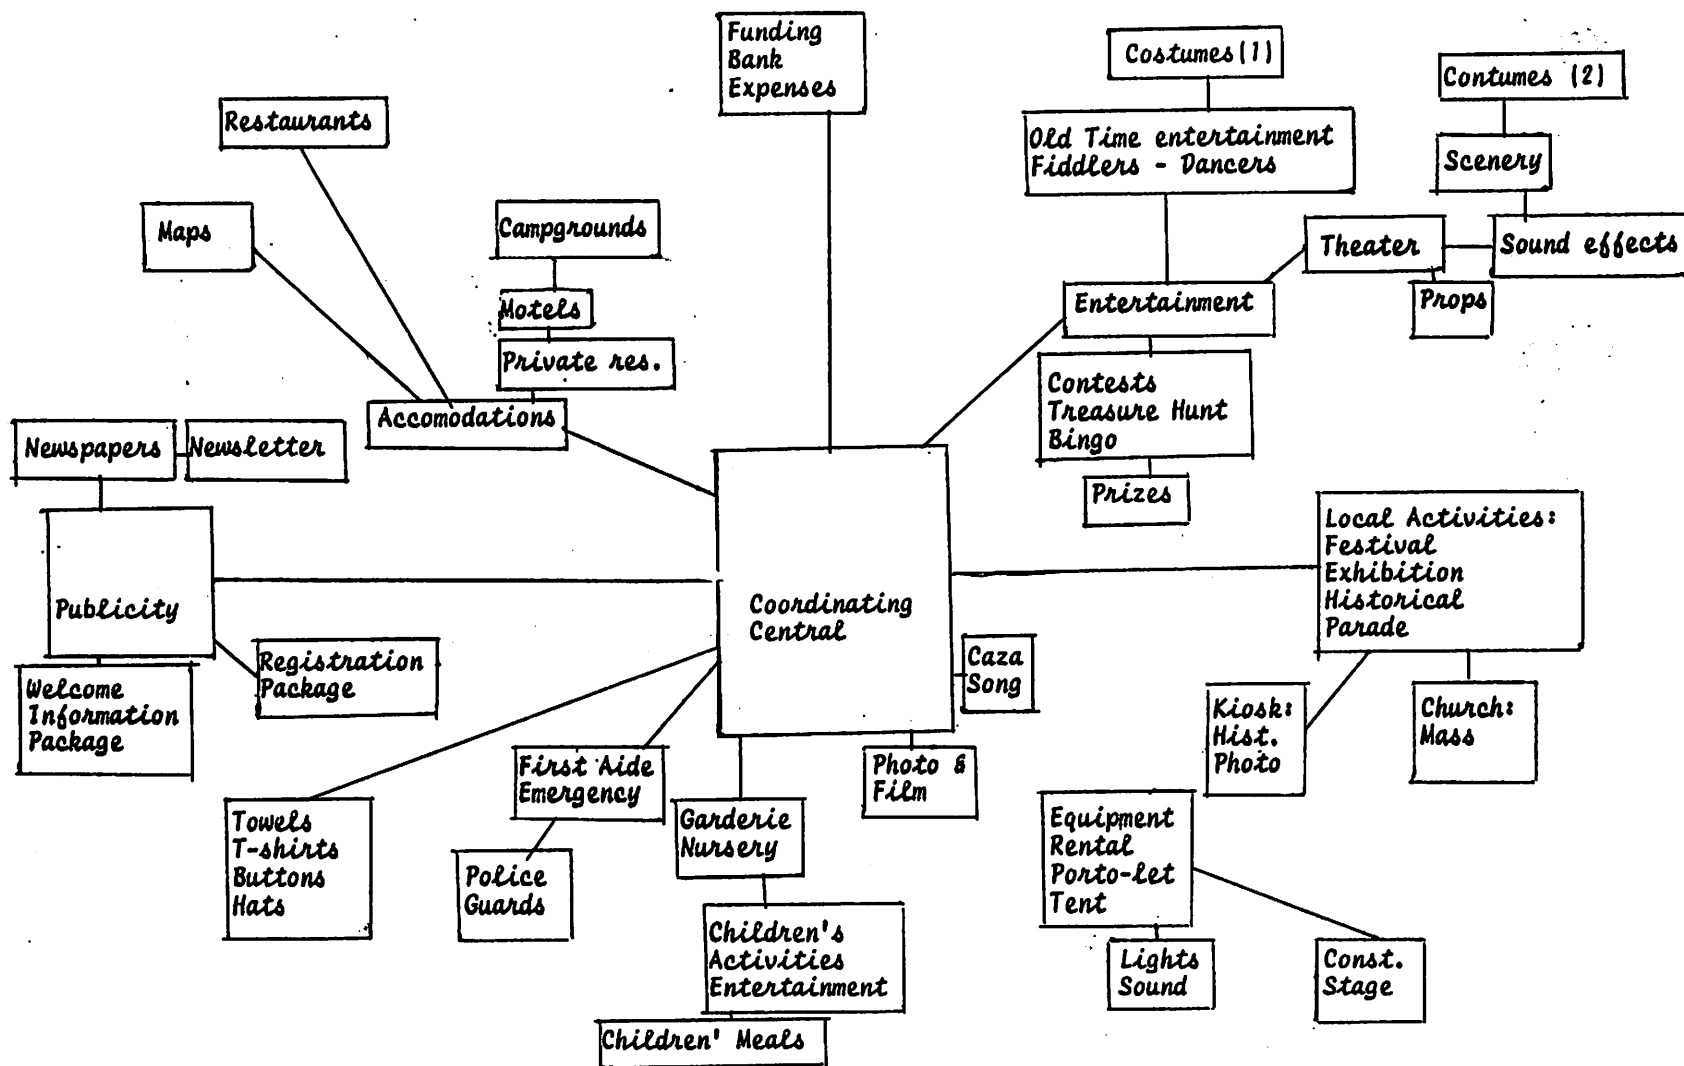 Funding
Bank
Expenses
Costumes (1)
Contumes (2)
Restaurants
Old Time entertainment
Fiddlers - Dancers
Scenery
Maps
Campgrounds
Theater
Sound effects
Motels
Entertainment
Props
Private res.
Accomodations
Contests
Treasure Hunt
Bingo
Newspapers
Newsletter
Prizes
Publicity
Coordinating
Central
Local Activities:
Festival
Exhibition
Historical
Parade
Registration
Package
Welcome
Information
Package
Caza
Song
Kiosk:
Hist.
Photo
Church:
Mass
First Aide
Emergency
Photo &
Film
Towels
T-shirts
Buttons
Hats
Garderie
Nursery
Equipment
Rental
Porto-let
Tent
Police
Guards
Children's
Activities
Entertainment
Lights
Sound
Const.
Stage
Children' Meals